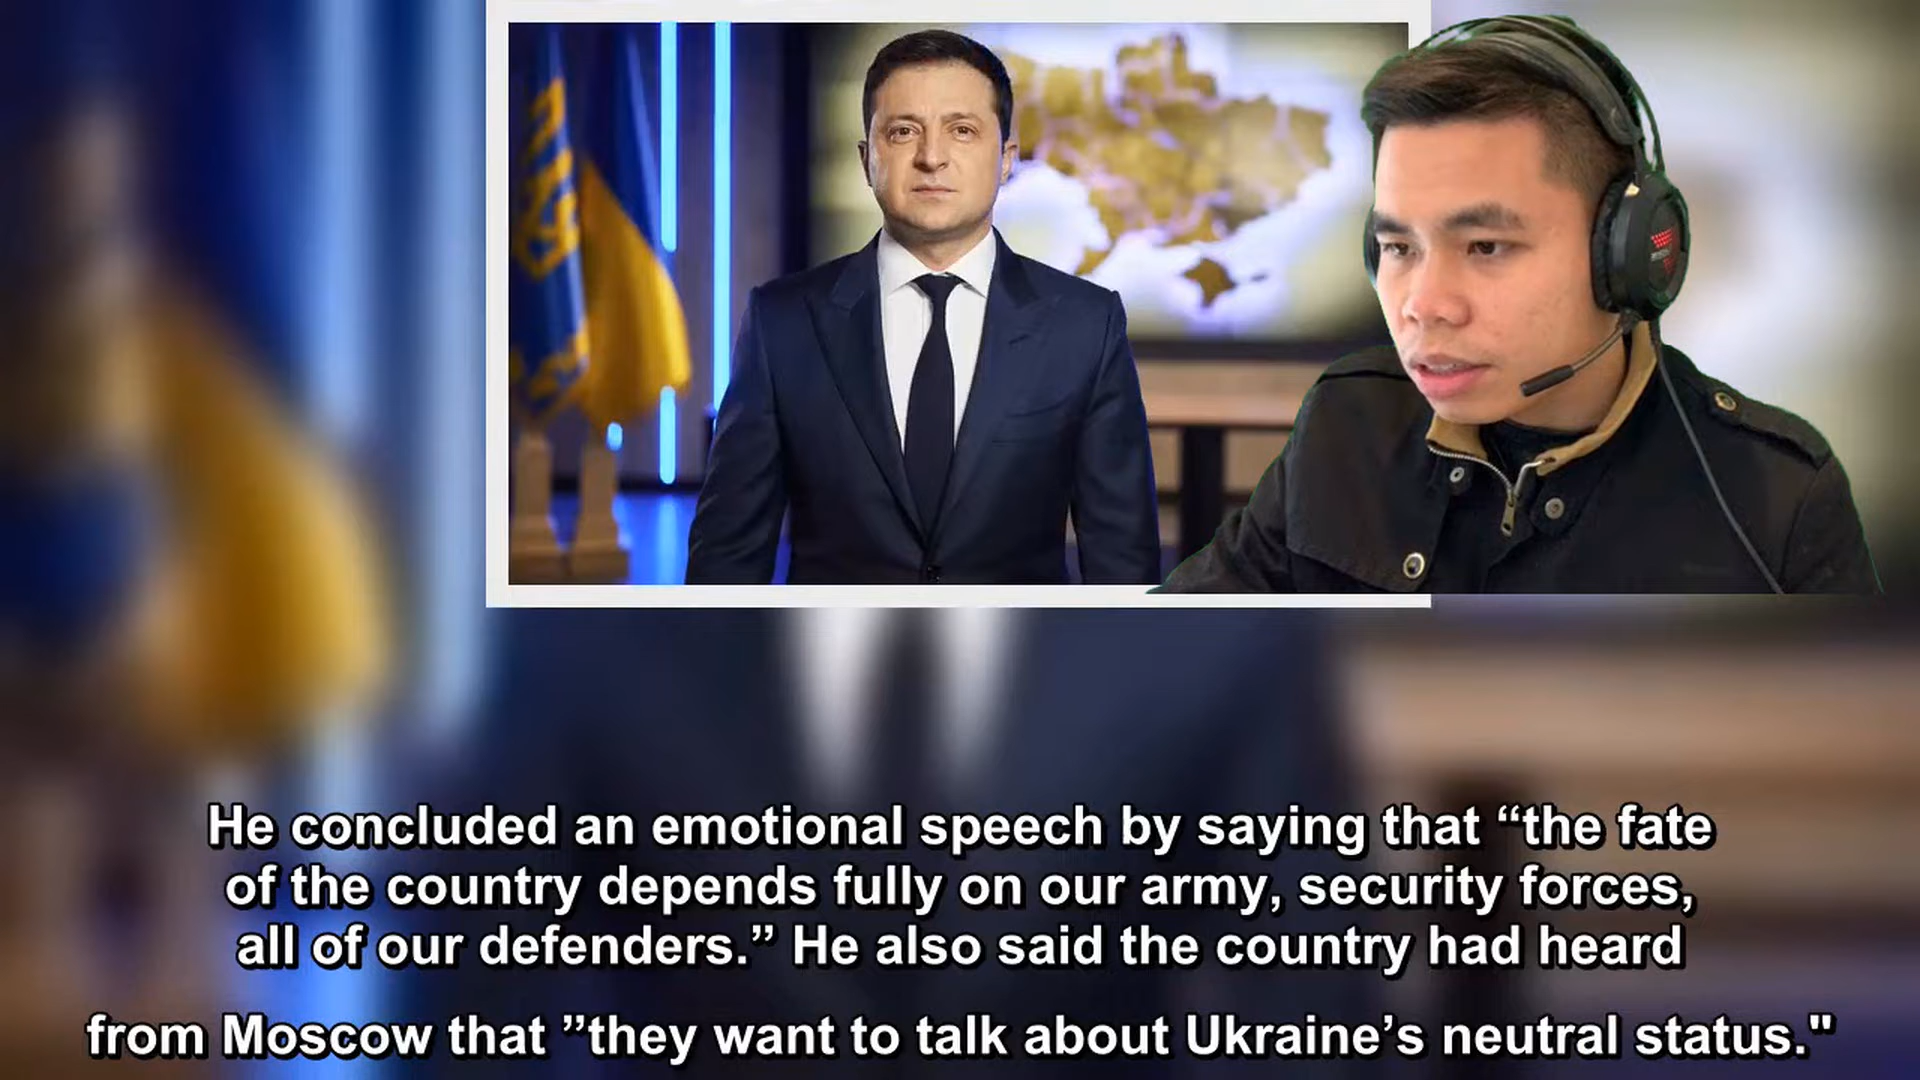 He concluded an emotional speech by saying that “the fate
of the country depends fully on our army, security forces,
all of our defenders.” He also said the country had heard
from Moscow that ”they want to talk about Ukraine’s neutral status."